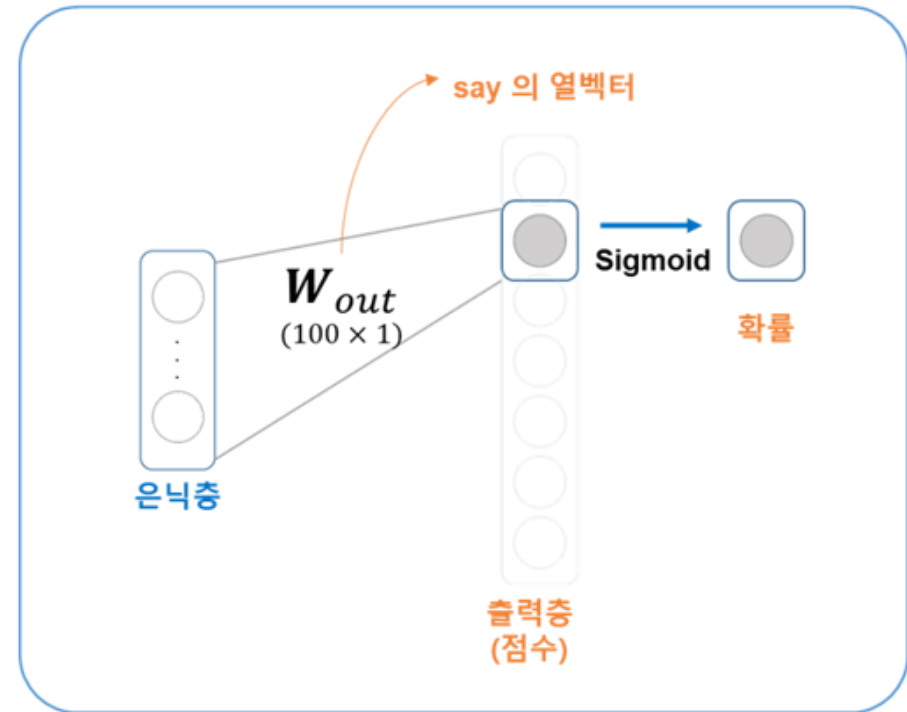 say 의 열벡터
W_out
(100 × 1)
Sigmoid
확률
은닉층
출력층
(점수)